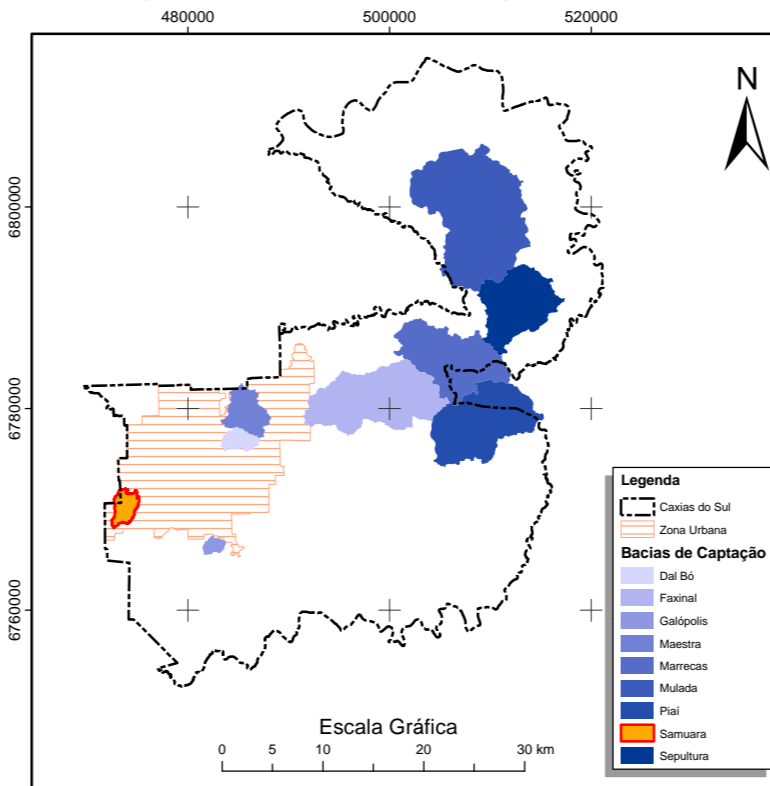 480000 500000 520000
N
6800000
6780000
6760000
Legenda
Caxias do Sul
Zona Urbana
Bacias de Captação
Dal Bó
Faxinal
Galópolis
Maestra
Marrecas
Mulada
Piaí
Samuara
Sepultura
Escala Gráfica
0 5 10 20 30 km